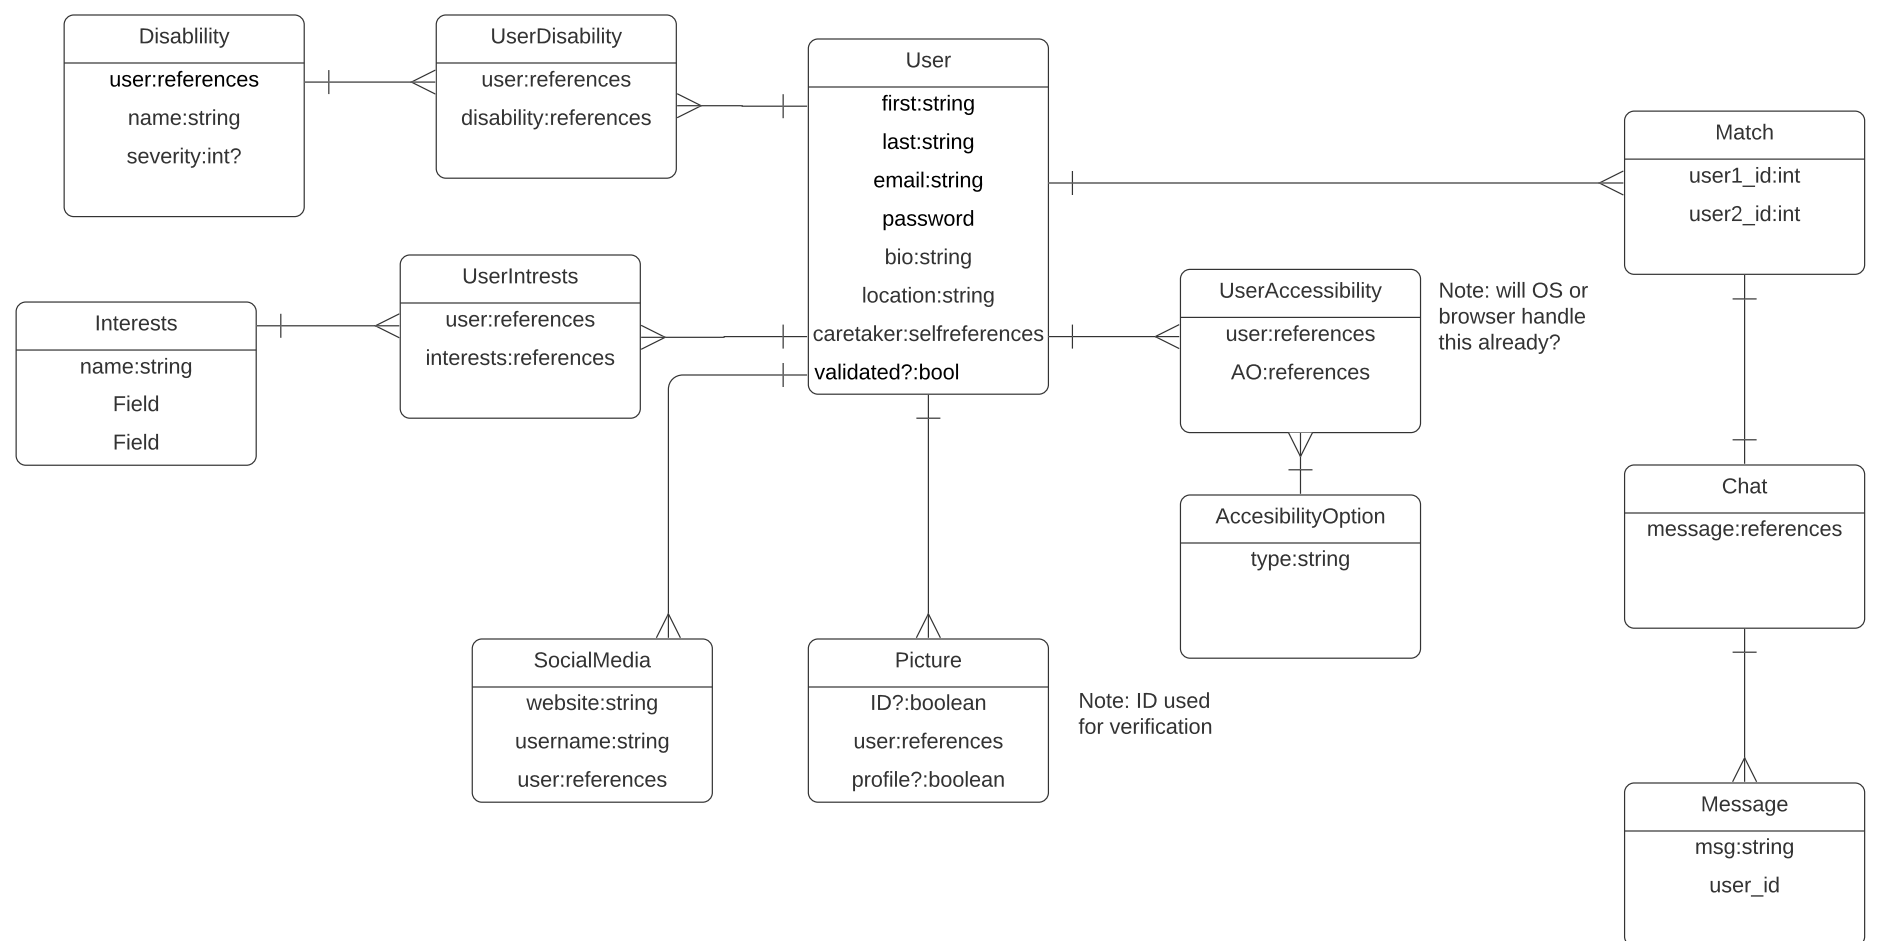 Disablility
user:references
name:string
severity:int?
UserDisability
user:references
disability:references
User
first:string
last:string
email:string
password
bio:string
location:string
caretaker:selfreferences
validated?:bool
Match
user1_id:int
user2_id:int
Interests
name:string
Field
Field
UserIntrests
user:references
interests:references
UserAccessibility
user:references
AO:references
Note: will OS or
browser handle
this already?
AccesibilityOption
type:string
Chat
message:references
SocialMedia
website:string
username:string
user:references
Picture
ID?:boolean
user:references
profile?:boolean
Note: ID used
for verification
Message
msg:string
user_id